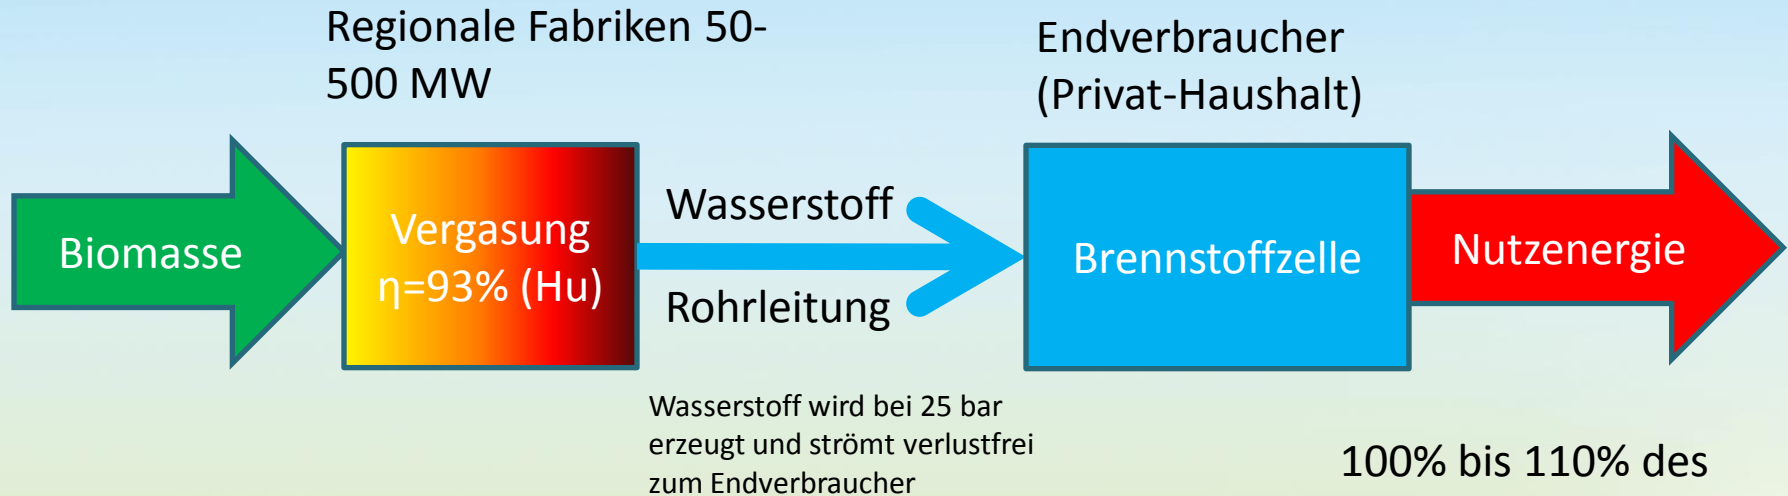 Regionale Fabriken 50-
500 MW
Endverbraucher
(Privat-Haushalt)
Biomasse
Vergasung
η=93% (Hu)
Wasserstoff
Rohrleitung
Brennstoffzelle
Nutzenergie
Wasserstoff wird bei 25 bar
erzeugt und strömt verlustfrei
zum Endverbraucher
100% bis 110% des